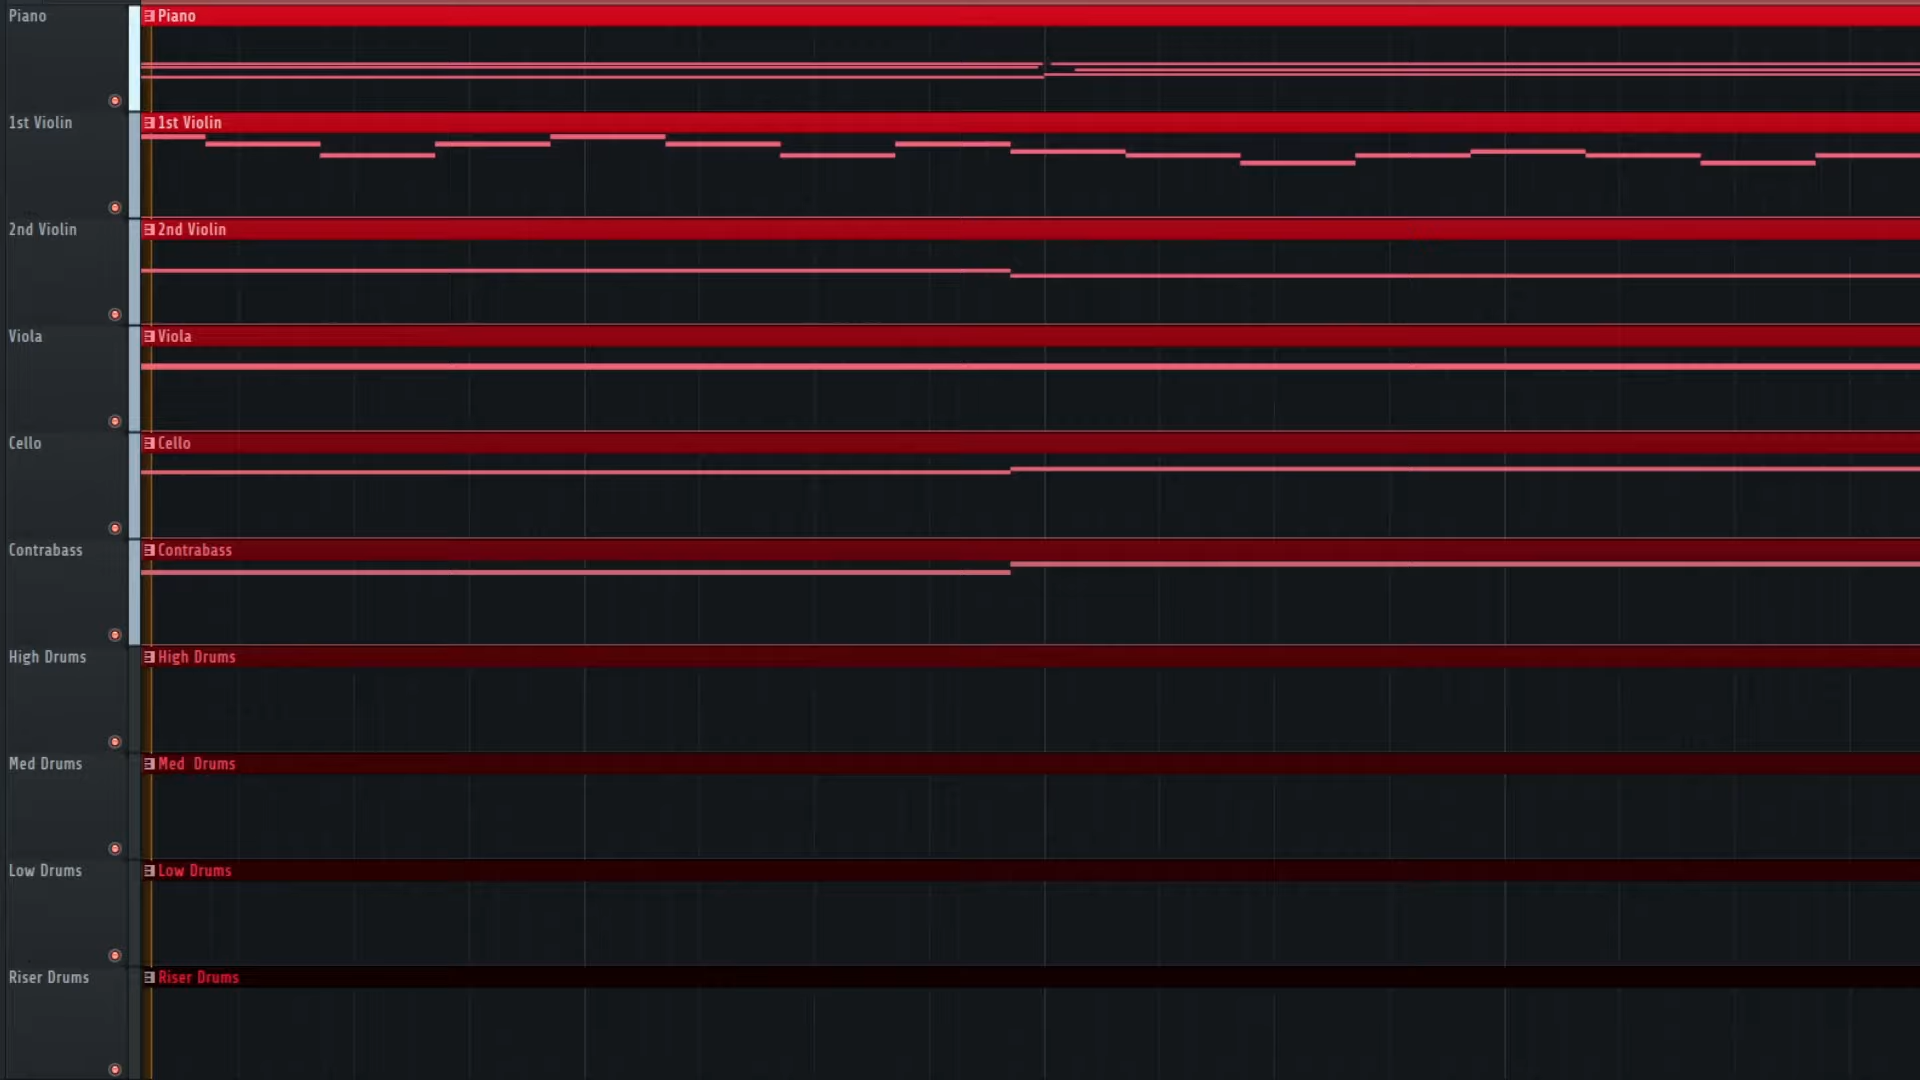 Piano
Piano
1st Violin
1st Violin
2nd Violin
2nd Violin
Viola
Viola
Cello
Cello
Contrabass
Contrabass
High Drums
High Drums
Med Drums
Med  Drums
Low Drums
Low Drums
Riser Drums
Riser Drums